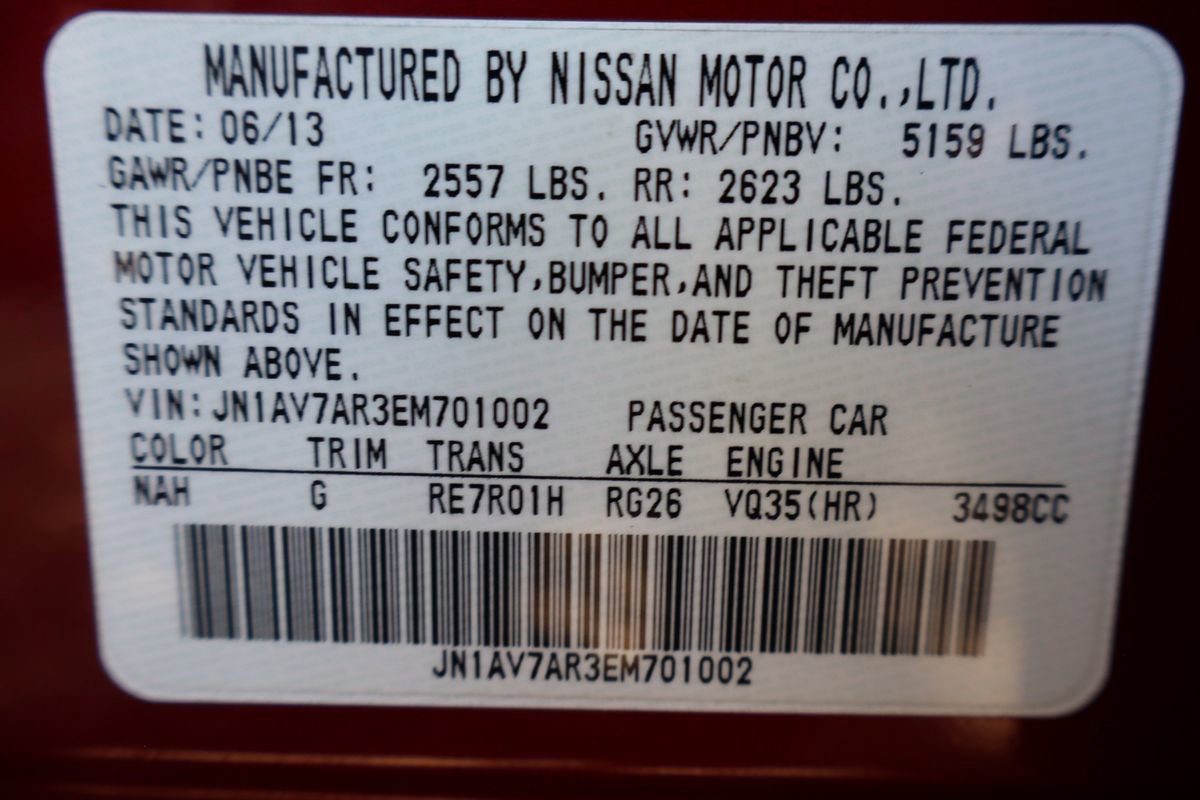 MANUFACTURED BY NISSAN MOTOR CO.,LTD.
DATE: 06/13 GVWR/PNBV: 5159 LBS.
GAWR/PNBE FR: 2557 LBS. RR: 2623 LBS.
THIS VEHICLE CONFORMS TO ALL APPLICABLE FEDERAL
MOTOR VEHICLE SAFETY,BUMPER,AND THEFT PREVENTION
STANDARDS IN EFFECT ON THE DATE OF MANUFACTURE
SHOWN ABOVE.
VIN: JN1AV7AR3EM701002 PASSENGER CAR
COLOR TRIM TRANS AXLE ENGINE
NAH G RE7R01H RG26 VQ35(HR) 3498CC
JN1AV7AR3EM701002